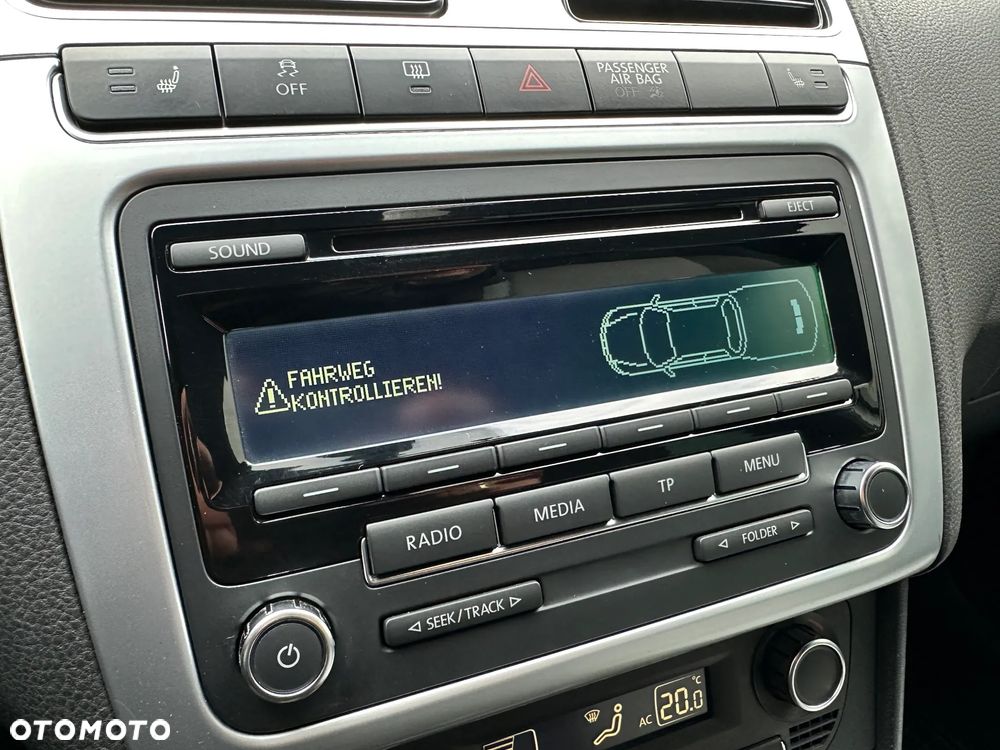 OFF
PASSENGER
AIR BAG
OFF
SOUND
EJECT
FAHRWEG
KONTROLLIEREN!
RADIO
MEDIA
TP
MENU
SEEK/TRACK
FOLDER
AC 20.0 °C
OTOMOTO